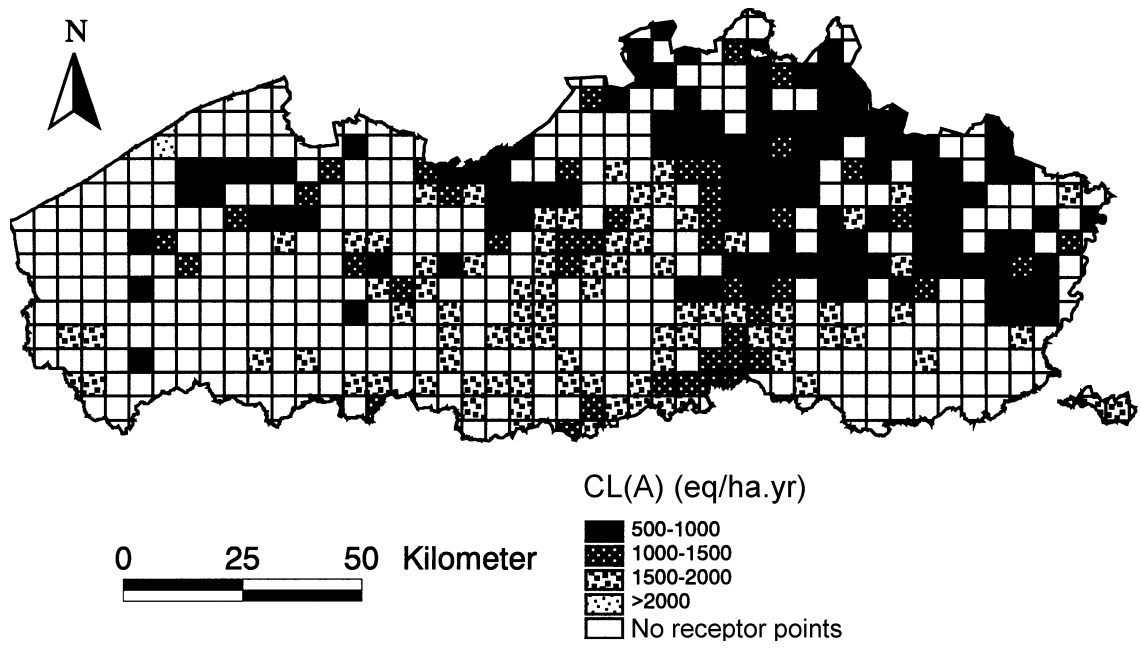 N
CL(A) (eq/ha.yr)
500-1000
1000-1500
1500-2000
>2000
No receptor points
0 25 50 Kilometer